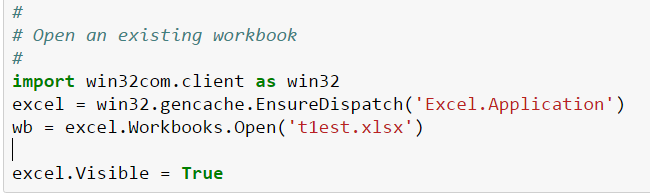 #
# Open an existing workbook
#
import win32com.client as win32
excel = win32.gencache.EnsureDispatch('Excel.Application')
wb = excel.Workbooks.Open('t1est.xlsx')
excel.Visible = True